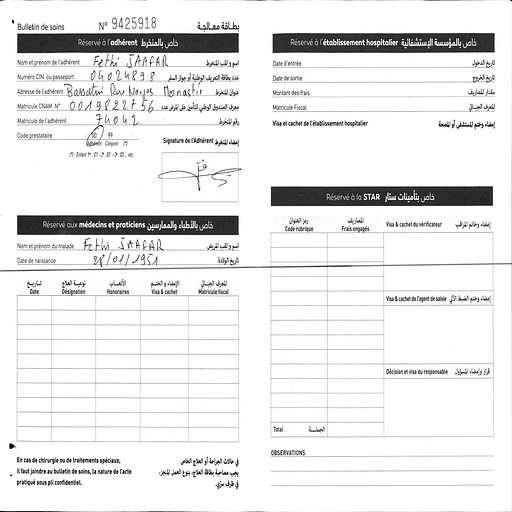 Bulletin de soins N° 9425918 بطاقة معالجة
Réservé à l'adhérent خاص بالمنخرط
Nom et prénom de l'adhérent Fethi JAAFAR اسم و لقب المنخرط
Numéro CIN ou passeport 04024898 عدد بطاقة التعريف الوطنية أو جواز السفر
Adresse de l'adhérent Monastir عنوان المنخرط
Matricule CNAM N° 0019822756 معرف الصندوق الوطني للتأمين على المرض عدد
Matricule de l'adhérent 74042 رقم المنخرط
Code prestataire 00 99 Signature de l'Adhérent إمضاء المنخرط
Adhérent Conjoint (*)
(*) : Enfant 1er : 01 - 2 : 02 - 3 : 03 .. etc
Réservé aux médecins et praticiens خاص بالأطباء والممارسين
Nom et prénom du malade Fethi JAAFAR اسم و لقب المريض
Date de naissance 28/01/1951 تاريخ الولادة
تاريخ نوعية العلاج الأتعاب الإمضاء و الختم المعرف الجبائي
Date Désignation Honoraires Visa & cachet Matricule fiscal
En cas de chirurgie ou de traitements spéciaux, في حالات الجراحة أو العلاج الخاص
il faut joindre au bulletin de soins, la nature de l'acte يجب مصاحبة بطاقة العلاج، بنوع العمل المنجز،
pratiqué sous pli confidentiel. في ظرف سري.
Réservé à l'établissement hospitalier خاص بالمؤسسة الإستشفائية
Date d'entrée تاريخ الدخول
Date de sortie تاريخ الخروج
Montant des frais مقدار المصاريف
Matricule Fiscal المعرف الجبائي
Visa et cachet de l'établissement hospitalier إمضاء وختم المستشفى أو المصحة
Réservé à la STAR خاص بتأمينات ستار
رمز العنوان المصاريف
Code rubrique Frais engagés Visa & cachet du vérificateur إمضاء وخاتم المراقب
Visa & cachet de l'agent de saisie إمضاء وختم الضبط الآلي
Décision et visa du responsable قرار وإمضاء المسؤول
Total الجملة
OBSERVATIONS